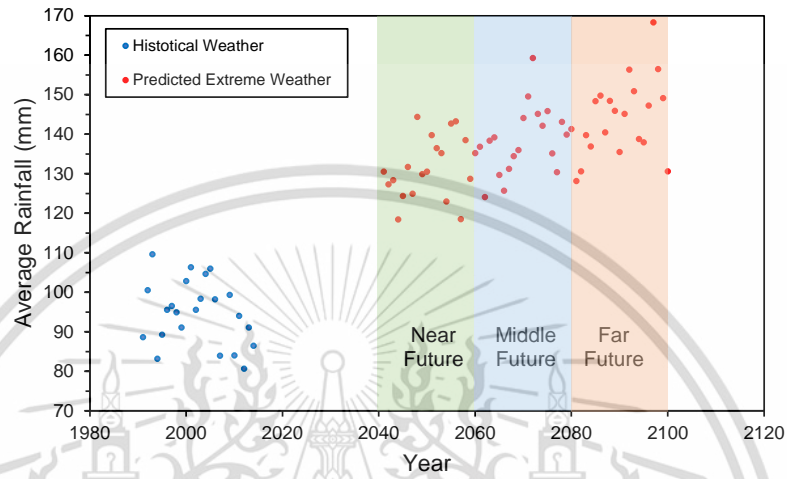 170
160
150
140
130
120
110
100
90
80
70
Average Rainfall (mm)
Histotical Weather
Predicted Extreme Weather
Near
Future
Middle
Future
Far
Future
1980 2000 2020 2040 2060 2080 2100 2120
Year